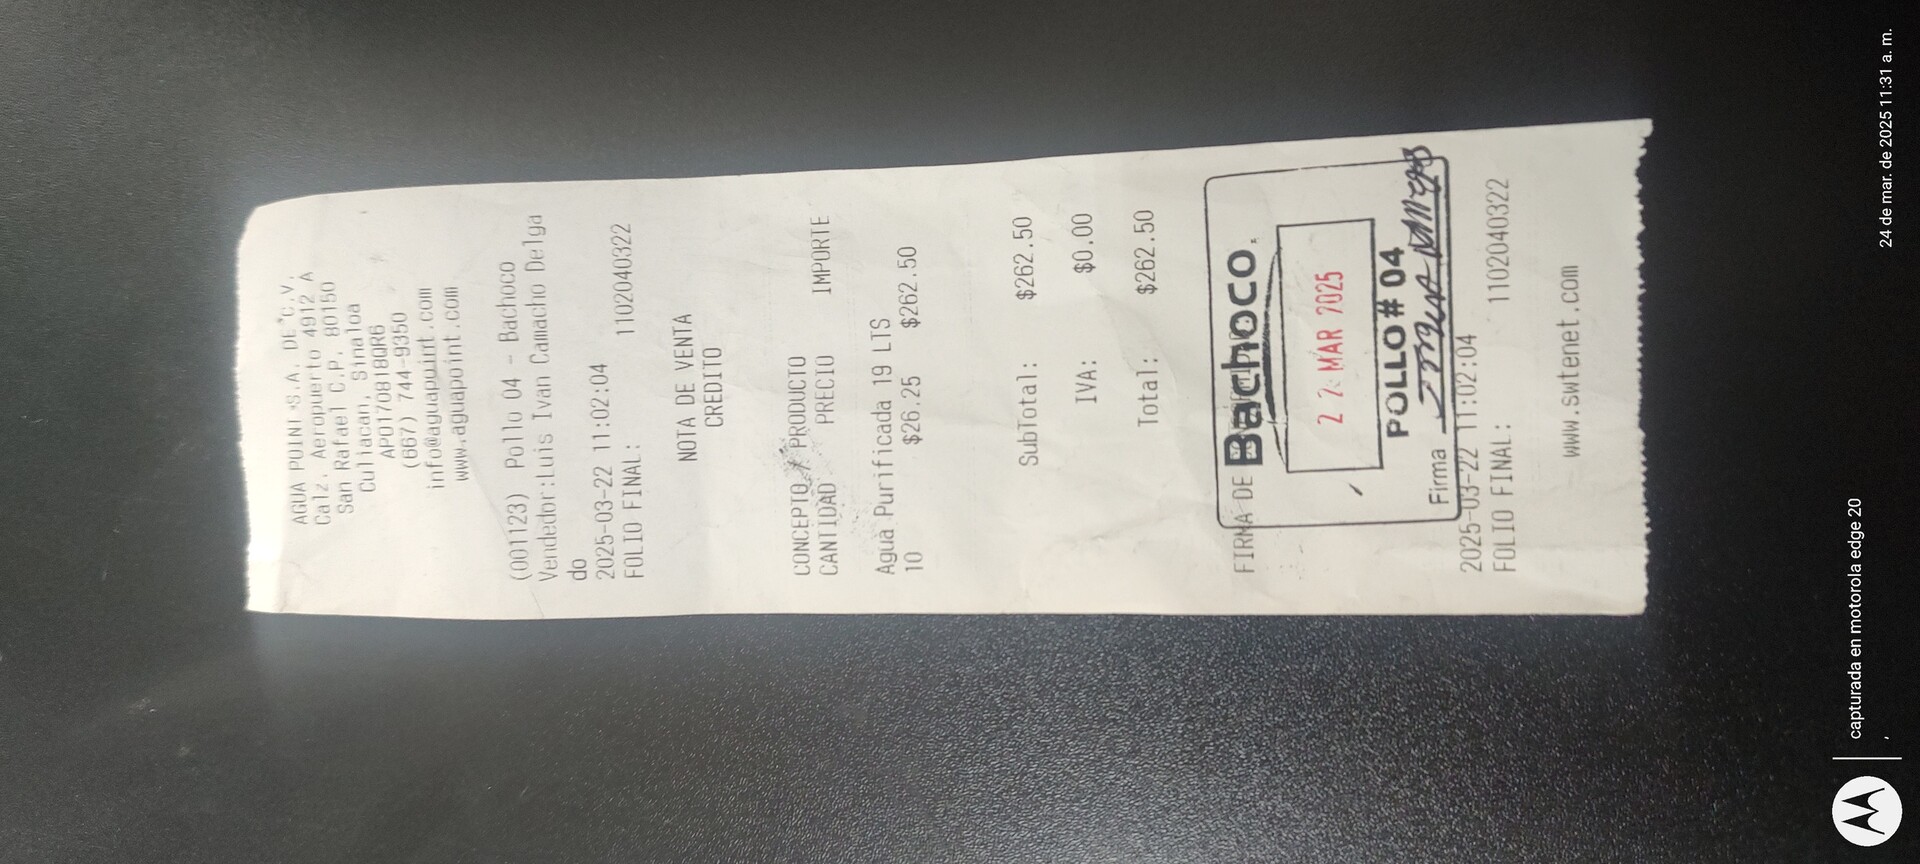 AGUA POINT S.A. DE C.V.
Calz. Aeropuerto 4912 A
San Rafael C.P. 80150
Culiacan, Sinaloa
APO170818QR6
(667) 744-9350
info@aguapoint.com
www.aguapoint.com
(001123) Pollo 04 - Bachoco
Vendedor:Luis Ivan Camacho Delga
do
2025-03-22 11:02:04
FOLIO FINAL: 1102040322
NOTA DE VENTA
CREDITO
CONCEPTO / PRODUCTO
CANTIDAD PRECIO IMPORTE
Agua Purificada 19 LTS
10 $26.25 $262.50
SubTotal: $262.50
IVA: $0.00
Total: $262.50
FIRMA DE
Bachoco
22 MAR 2025
POLLO # 04
Firma
2025-03-22 11:02:04
FOLIO FINAL: 1102040322
www.swtenet.com
capturada en motorola edge 20
24 de mar. de 2025 11:31 a. m.